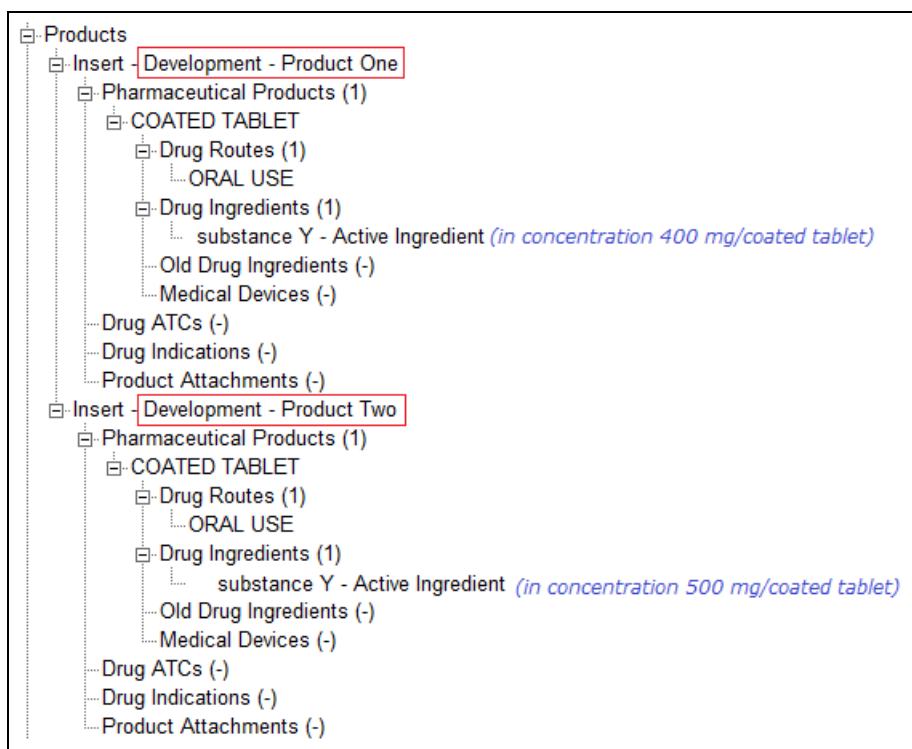 Products
Insert - Development - Product One
Pharmaceutical Products (1)
COATED TABLET
Drug Routes (1)
ORAL USE
Drug Ingredients (1)
substance Y - Active Ingredient (in concentration 400 mg/coated tablet)
Old Drug Ingredients (-)
Medical Devices (-)
Drug ATCs (-)
Drug Indications (-)
Product Attachments (-)
Insert - Development - Product Two
Pharmaceutical Products (1)
COATED TABLET
Drug Routes (1)
ORAL USE
Drug Ingredients (1)
substance Y - Active Ingredient (in concentration 500 mg/coated tablet)
Old Drug Ingredients (-)
Medical Devices (-)
Drug ATCs (-)
Drug Indications (-)
Product Attachments (-)